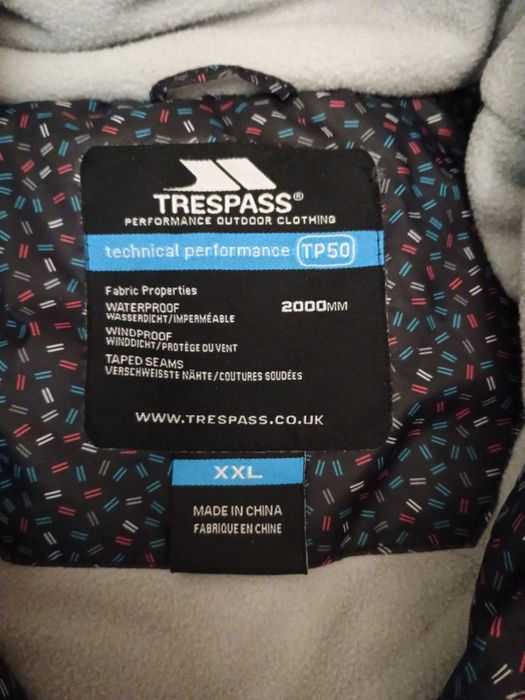 TRESPASS®
PERFORMANCE OUTDOOR CLOTHING
technical performance TP50
Fabric Properties
WATERPROOF 2000MM
WASSERDICHT/IMPERMÉABLE
WINDPROOF
WINDDICHT/PROTÈGE DU VENT
TAPED SEAMS
VERSCHWEISSTE NÄHTE/COUTURES SOUDÉES
WWW.TRESPASS.CO.UK
XXL
MADE IN CHINA
FABRIQUE EN CHINE